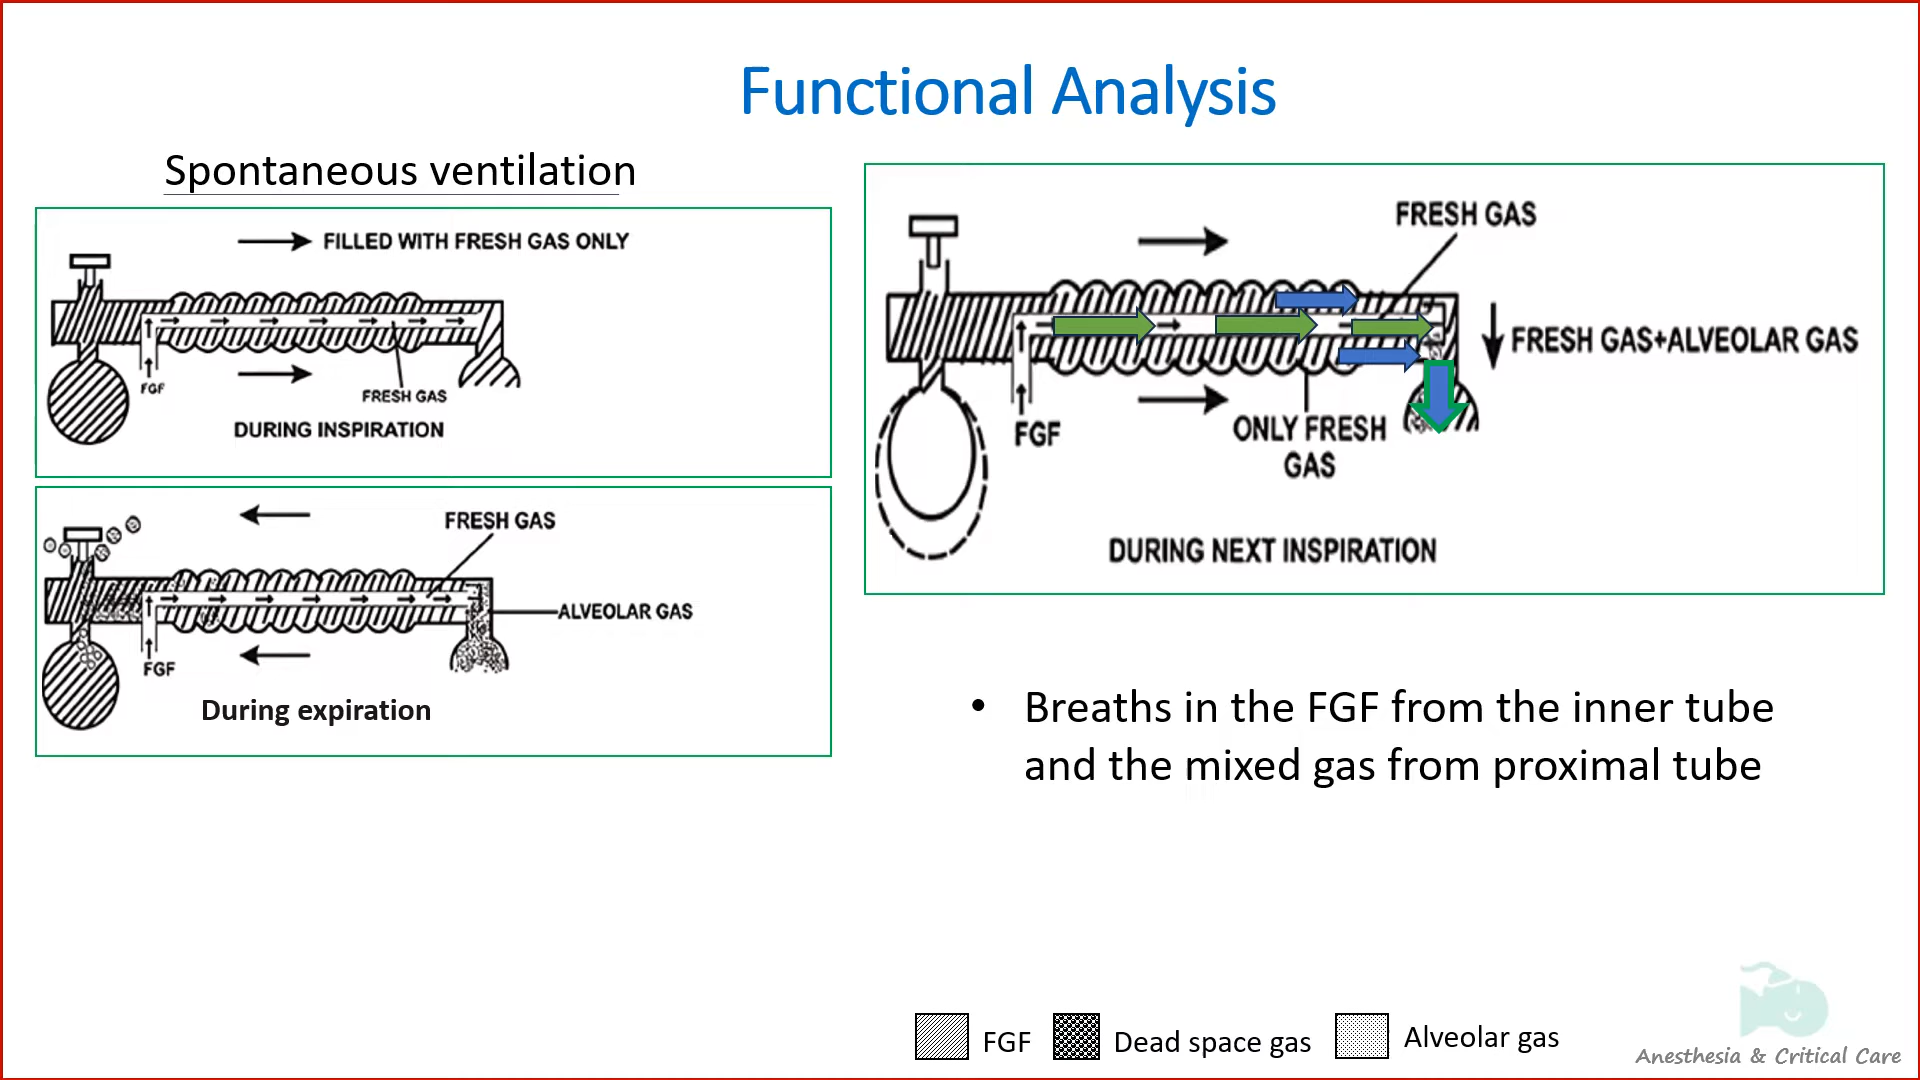 Functional Analysis
Spontaneous ventilation
FILLED WITH FRESH GAS ONLY
FGF
FRESH GAS
DURING INSPIRATION
FRESH GAS
ALVEOLAR GAS
FGF
During expiration
FRESH GAS
FRESH GAS+ALVEOLAR GAS
FGF
ONLY FRESH
GAS
DURING NEXT INSPIRATION
• Breaths in the FGF from the inner tube
and the mixed gas from proximal tube
FGF
Dead space gas
Alveolar gas
Anesthesia & Critical Care